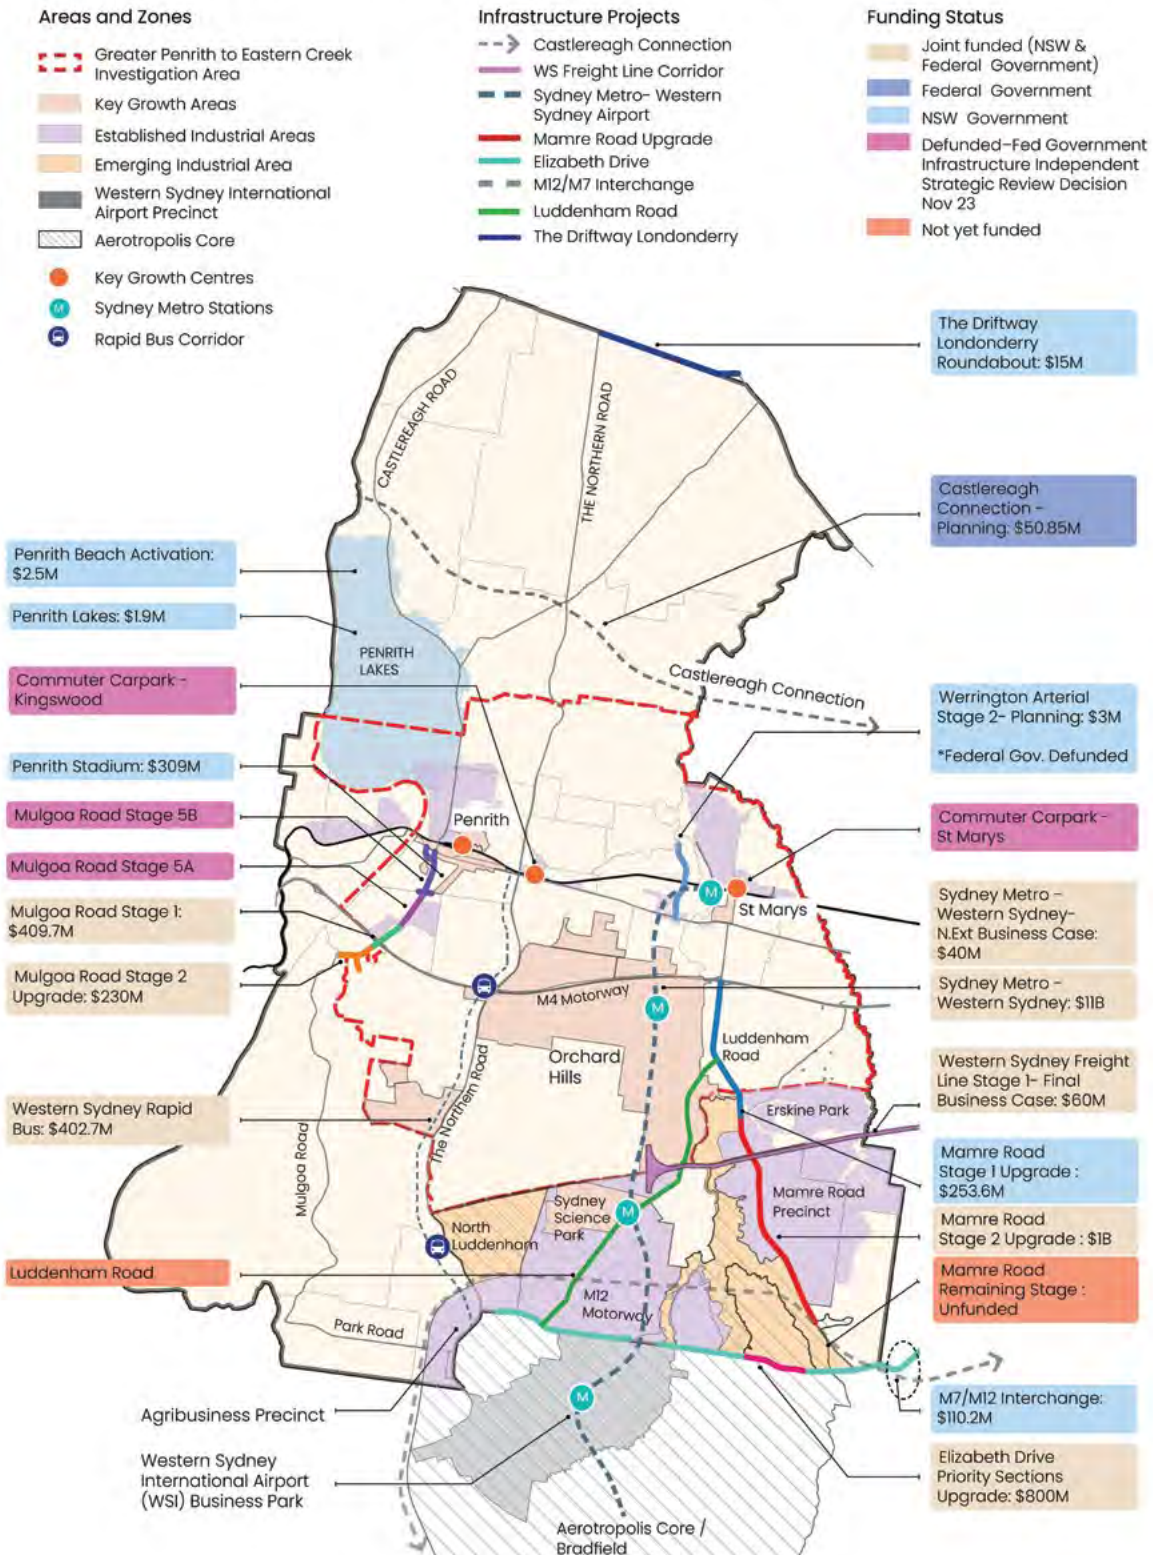 Areas and Zones
Greater Penrith to Eastern Creek
Investigation Area
Key Growth Areas
Established Industrial Areas
Emerging Industrial Area
Western Sydney International
Airport Precinct
Aerotropolis Core
Key Growth Centres
M
Sydney Metro Stations
Rapid Bus Corridor
Infrastructure Projects
Castlereagh Connection
WS Freight Line Corridor
Sydney Metro- Western
Sydney Airport
Mamre Road Upgrade
Elizabeth Drive
M12/M7 Interchange
Luddenham Road
The Driftway Londonderry
Funding Status
Joint funded (NSW &
Federal Government)
Federal Government
NSW Government
Defunded-Fed Government
Infrastructure Independent
Strategic Review Decision
Nov 23
Not yet funded
Penrith Beach Activation:
$2.5M
Penrith Lakes: $1.9M
Commuter Carpark -
Kingswood
Penrith Stadium: $309M
Mulgoa Road Stage 5B
Mulgoa Road Stage 5A
Mulgoa Road Stage 1:
$409.7M
Mulgoa Road Stage 2
Upgrade: $230M
Western Sydney Rapid
Bus: $402.7M
Luddenham Road
CASTLEREAGH ROAD
THE NORTHERN ROAD
PENRITH
LAKES
Castlereagh Connection
Penrith
M
St Marys
M4 Motorway
M
Orchard
Hills
Luddenham
Road
The Northern Road
Mulgoa Road
Erskine Park
Sydney
Science
Park
M
Mamre Road
Precinct
North
Luddenham
M12
Motorway
Park Road
M
Agribusiness Precinct
Western Sydney
International Airport
(WSI) Business Park
Aerotropolis Core /
Bradfield
The Driftway
Londonderry
Roundabout: $15M
Castlereagh
Connection -
Planning: $50.85M
Werrington Arterial
Stage 2- Planning: $3M
*Federal Gov. Defunded
Commuter Carpark -
St Marys
Sydney Metro -
Western Sydney-
N.Ext Business Case:
$40M
Sydney Metro -
Western Sydney: $11B
Western Sydney Freight
Line Stage 1- Final
Business Case: $60M
Mamre Road
Stage 1 Upgrade :
$253.6M
Mamre Road
Stage 2 Upgrade : $1B
Mamre Road
Remaining Stage :
Unfunded
M7/M12 Interchange:
$110.2M
Elizabeth Drive
Priority Sections
Upgrade: $800M